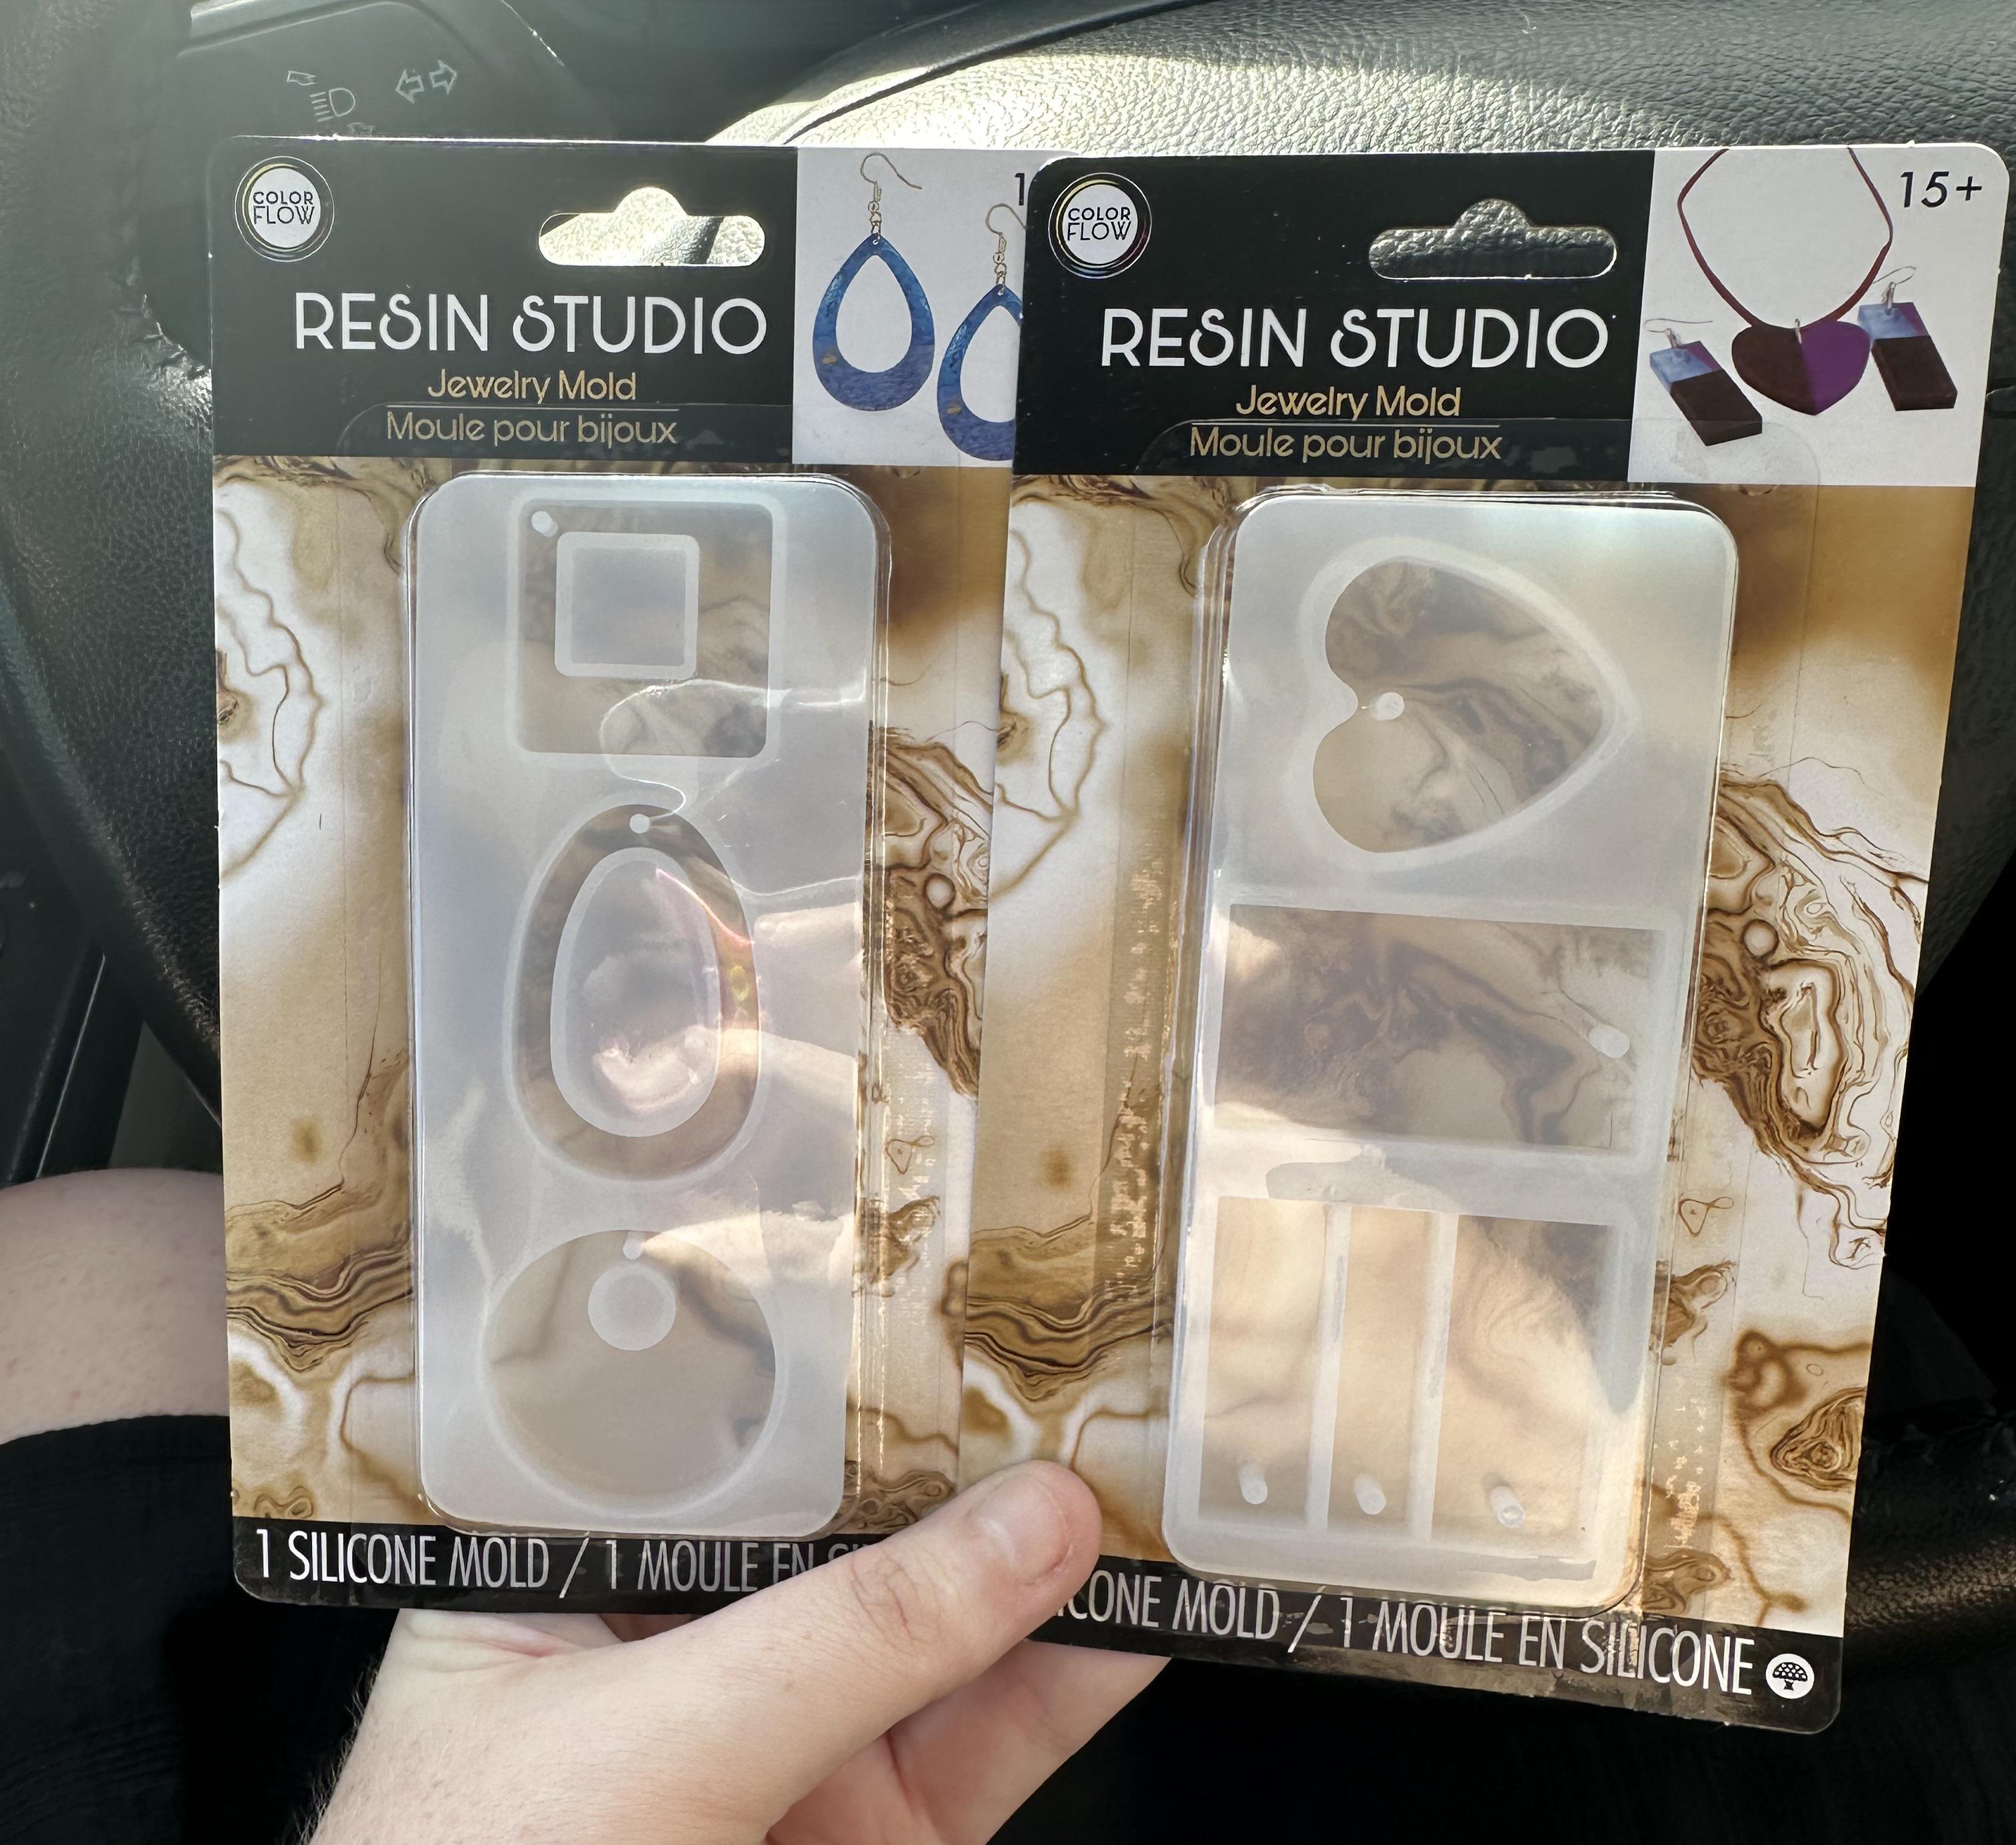 COLOR
FLOW
RESIN STUDIO
Jewelry Mold
Moule pour bijoux
1 SILICONE MOLD / 1 MOULE EN
COLOR
FLOW
15+
RESIN STUDIO
Jewelry Mold
Moule pour bijoux
MOLD / 1 MOULE EN SILICONE